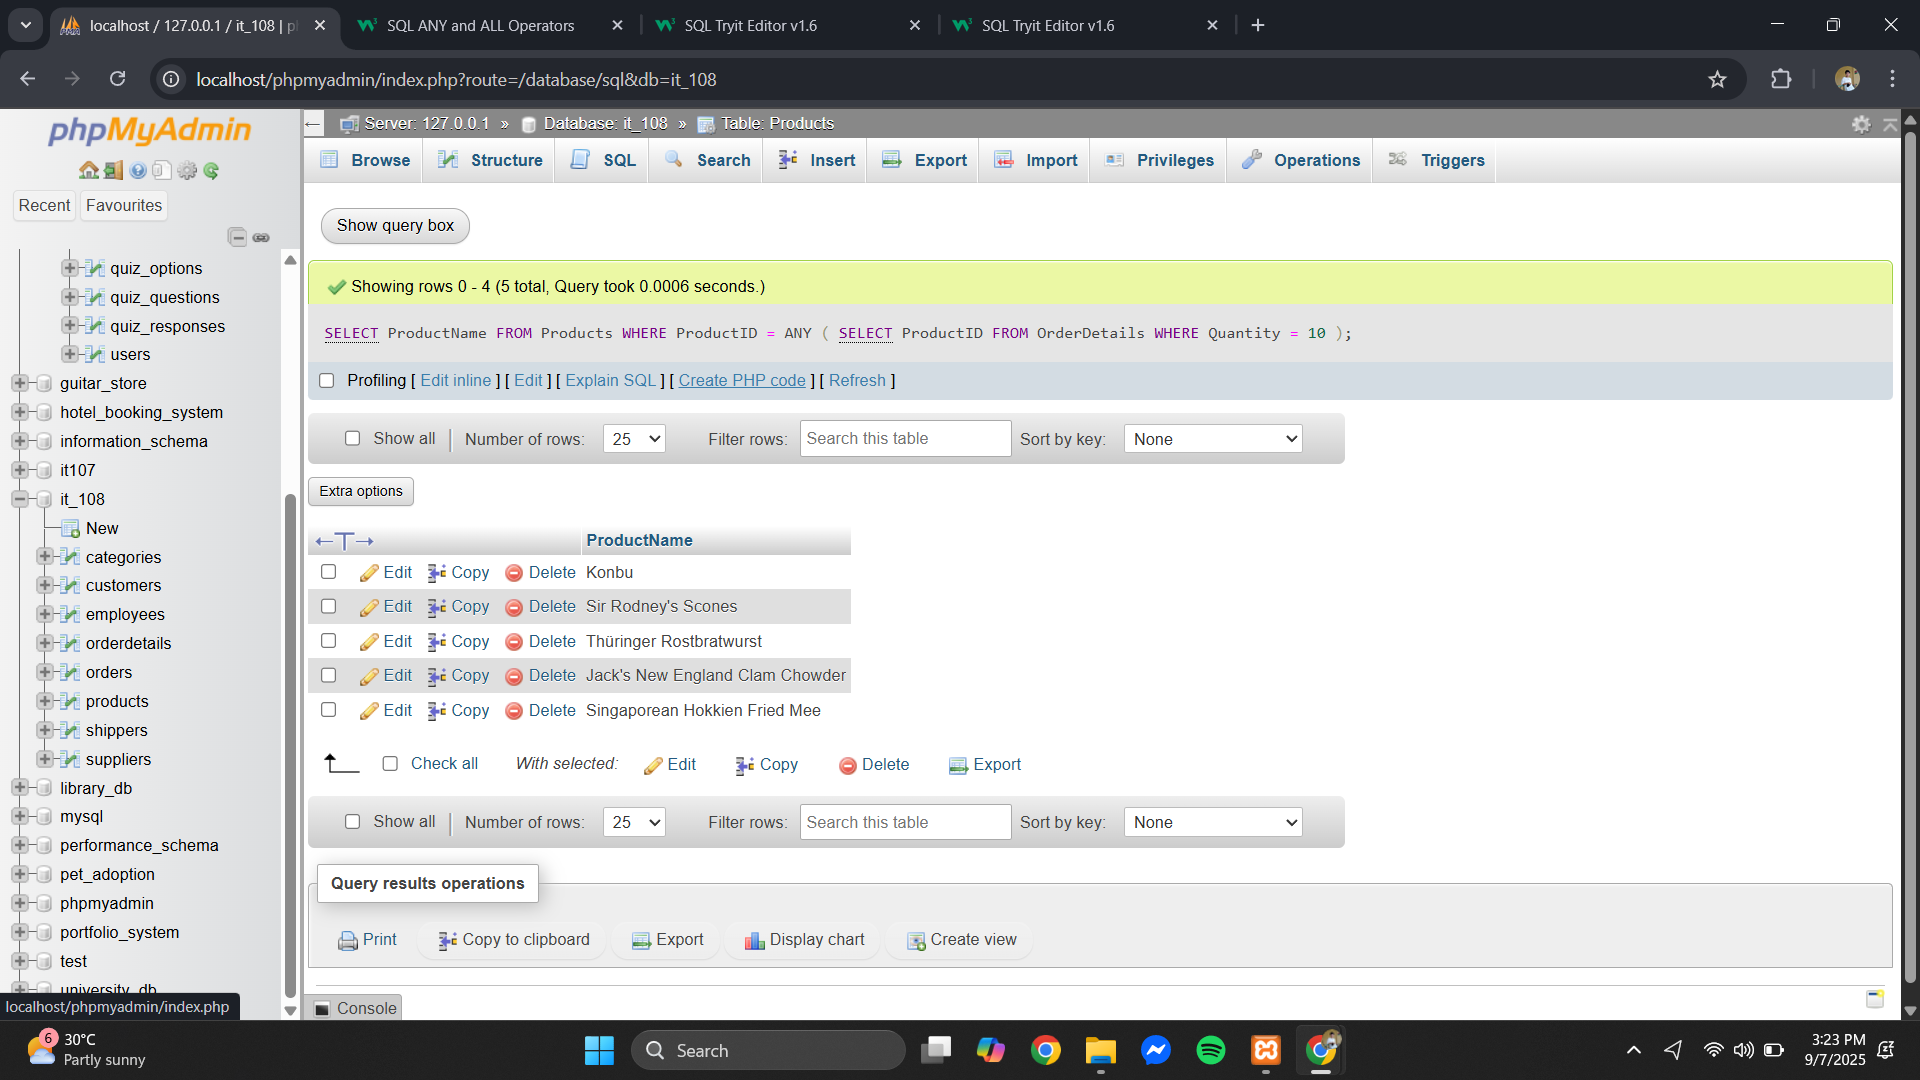 localhost / 127.0.0.1 / it_108 | p
SQL ANY and ALL Operators
SQL Tryit Editor v1.6
SQL Tryit Editor v1.6
localhost/phpmyadmin/index.php?route=/database/sql&db=it_108
phpMyAdmin
Recent
Favourites
quiz_options
quiz_questions
quiz_responses
users
guitar_store
hotel_booking_system
information_schema
it107
it_108
New
categories
customers
employees
orderdetails
orders
products
shippers
suppliers
library_db
mysql
performance_schema
pet_adoption
phpmyadmin
portfolio_system
test
university_db
localhost/phpmyadmin/index.php
Server: 127.0.0.1 » Database: it_108 » Table: Products
Browse
Structure
SQL
Search
Insert
Export
Import
Privileges
Operations
Triggers
Show query box
Showing rows 0 - 4 (5 total, Query took 0.0006 seconds.)
SELECT ProductName FROM Products WHERE ProductID = ANY ( SELECT ProductID FROM OrderDetails WHERE Quantity = 10 );
Profiling [ Edit inline ] [ Edit ] [ Explain SQL ] [ Create PHP code ] [ Refresh ]
Show all | Number of rows: 25 Filter rows: Search this table Sort by key: None
Extra options
←T→ ProductName
Edit Copy Delete Konbu
Edit Copy Delete Sir Rodney's Scones
Edit Copy Delete Thüringer Rostbratwurst
Edit Copy Delete Jack's New England Clam Chowder
Edit Copy Delete Singaporean Hokkien Fried Mee
Check all With selected: Edit Copy Delete Export
Show all | Number of rows: 25 Filter rows: Search this table Sort by key: None
Query results operations
Print Copy to clipboard Export Display chart Create view
Console
6
30°C
Partly sunny
Search
3:23 PM
9/7/2025